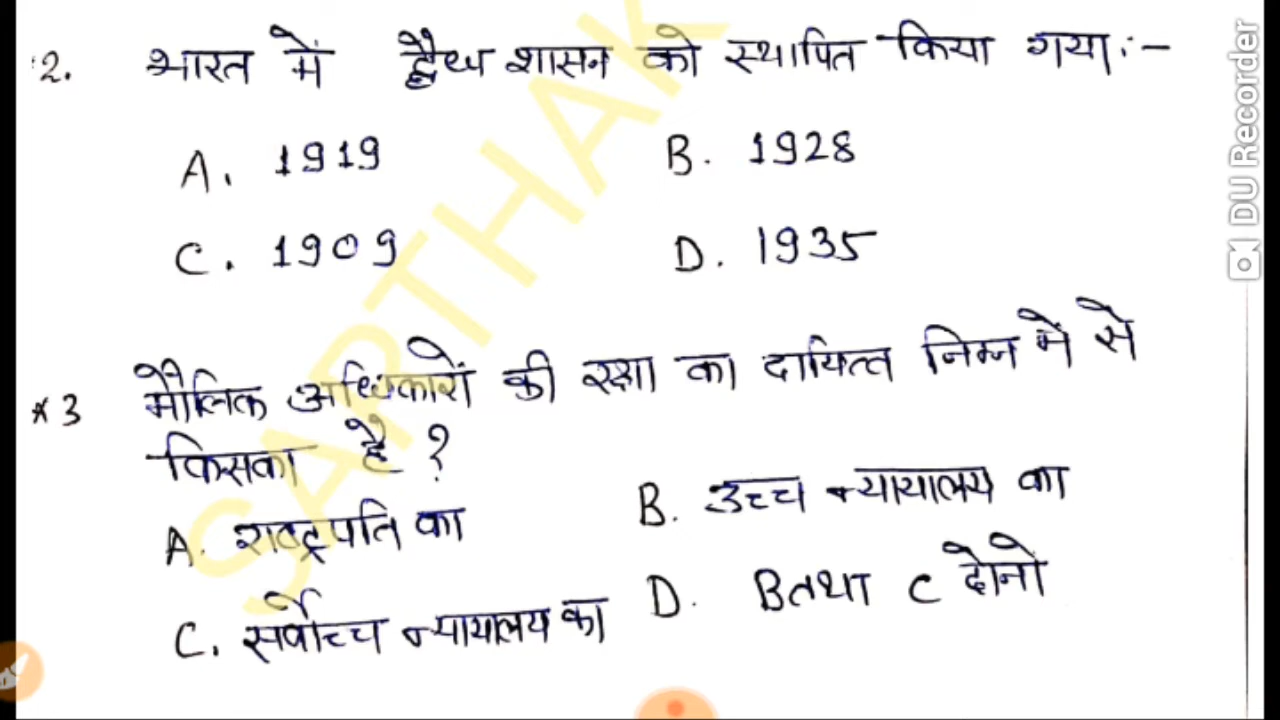 2. भारत में द्वैध शासन को स्थापित किया गया:-
A. 1919 B. 1928
C. 1909 D. 1935
*3 मौलिक अधिकारों की रक्षा का दायित्व निम्न में से
किसका है ?
A. राष्ट्रपति का B. उच्च न्यायालय का
C. सर्वोच्च न्यायालय का D. B तथा C दोनो
SARTHAK
DU Recorder